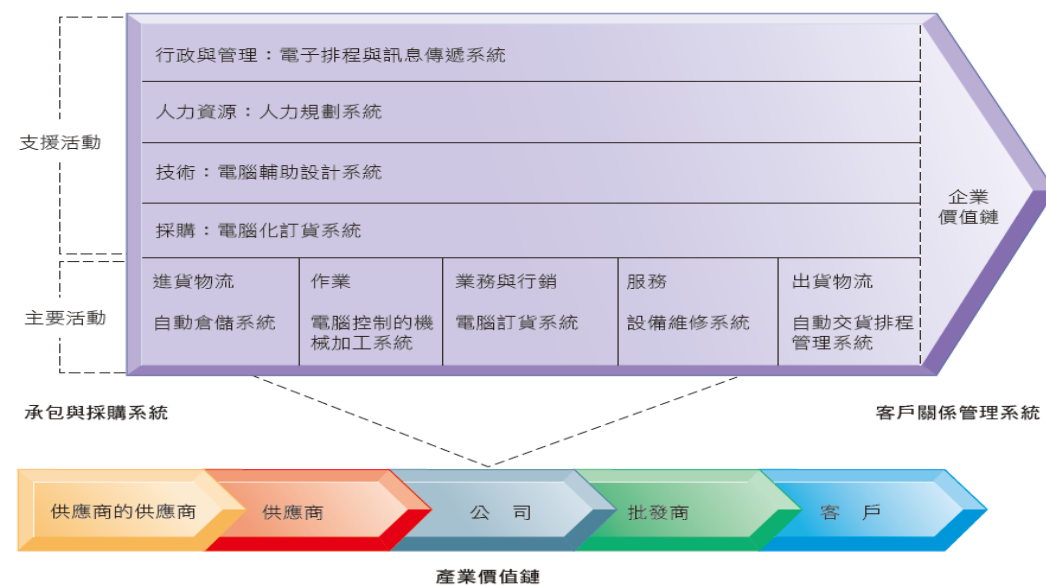 行政與管理：電子排程與訊息傳遞系統
人力資源：人力規劃系統
支援活動
技術：電腦輔助設計系統
企業
價值鏈
採購：電腦化訂貨系統
主要活動
進貨物流
自動倉儲系統
作業
電腦控制的機
械加工系統
業務與行銷
電腦訂貨系統
服務
設備維修系統
出貨物流
自動交貨排程
管理系統
承包與採購系統
客戶關係管理系統
供應商的供應商
供應商
公 司
批發商
客 戶
產業價值鏈